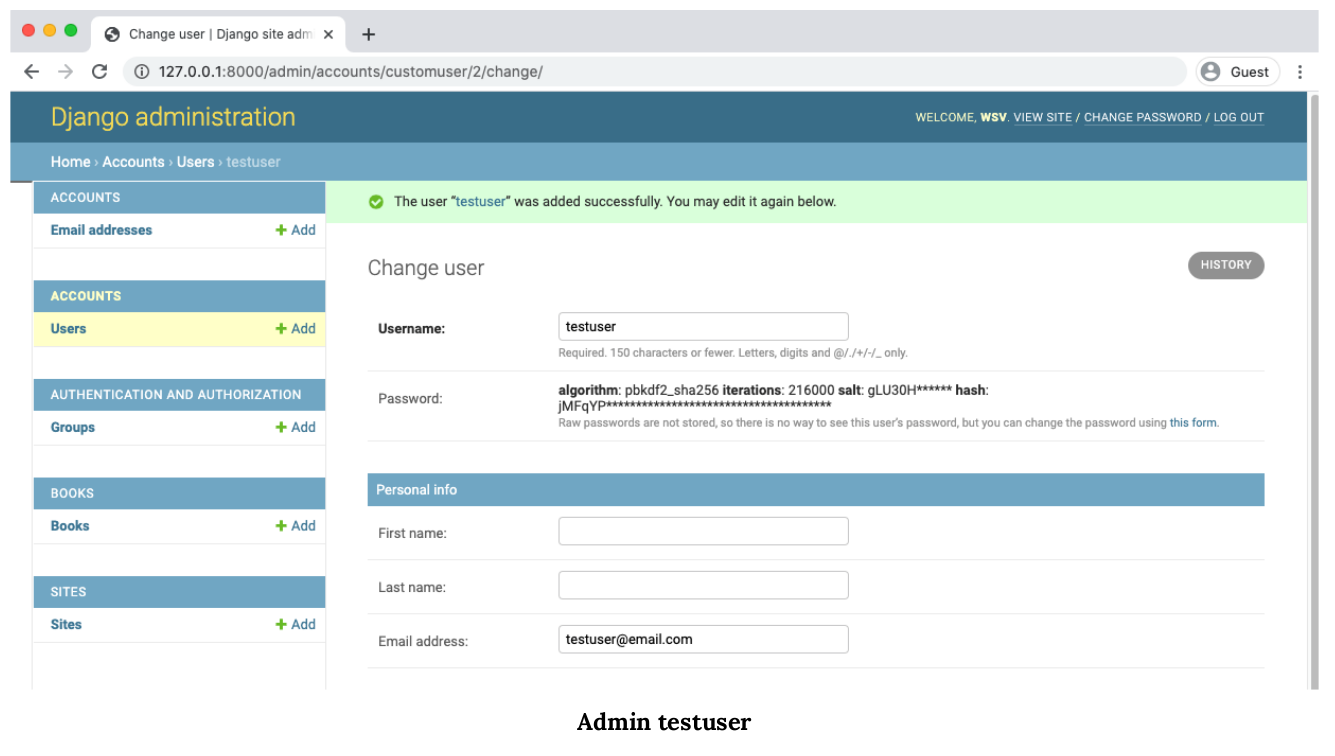 Change user | Django site adm
127.0.0.1:8000/admin/accounts/customuser/2/change/
Guest
Django administration
WELCOME, WSV. VIEW SITE / CHANGE PASSWORD / LOG OUT
Home › Accounts › Users › testuser
ACCOUNTS
Email addresses + Add
ACCOUNTS
Users + Add
AUTHENTICATION AND AUTHORIZATION
Groups + Add
BOOKS
Books + Add
SITES
Sites + Add
The user “testuser” was added successfully. You may edit it again below.
Change user
HISTORY
Username: testuser
Required. 150 characters or fewer. Letters, digits and @/./+/-/_ only.
Password: algorithm: pbkdf2_sha256 iterations: 216000 salt: gLU30H****** hash:
jMFqYP**************************************
Raw passwords are not stored, so there is no way to see this user’s password, but you can change the password using this form.
Personal info
First name:
Last name:
Email address: testuser@email.com
Admin testuser